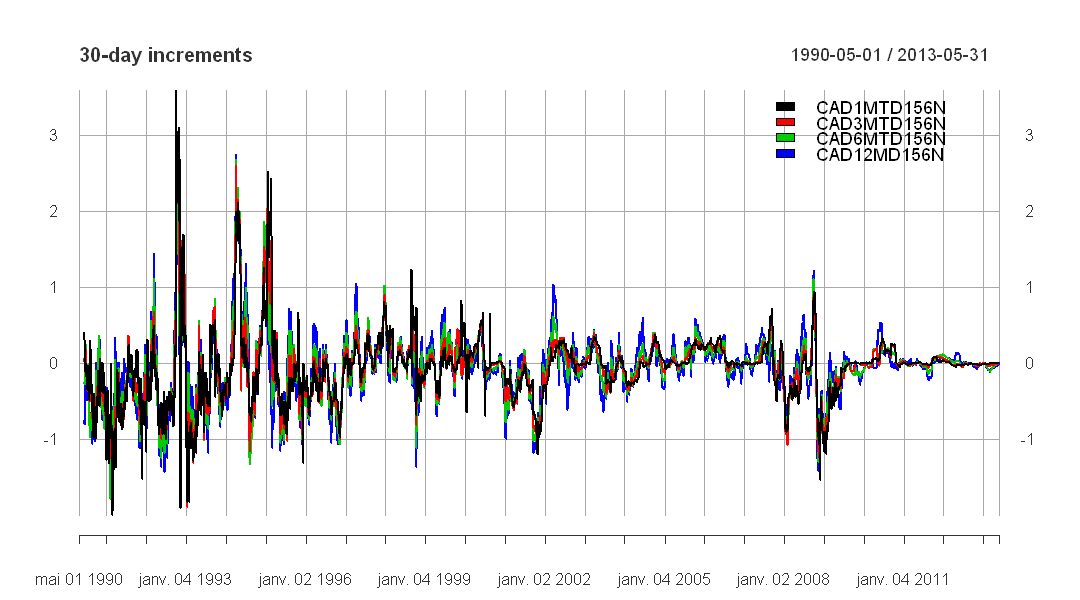 30-day increments
1990-05-01 / 2013-05-31
CAD1MTD156N
CAD3MTD156N
CAD6MTD156N
CAD12MD156N
3 3
2 2
1 1
0 0
-1 -1
mai 01 1990 janv. 04 1993 janv. 02 1996 janv. 04 1999 janv. 02 2002 janv. 04 2005 janv. 02 2008 janv. 04 2011